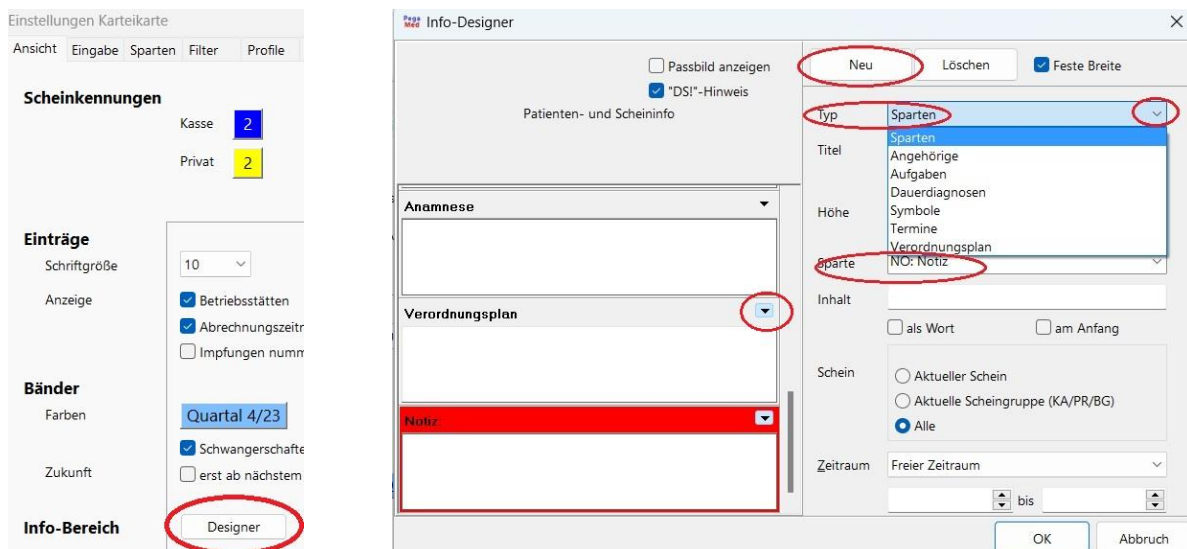 Einstellungen Karteikarte
Ansicht Eingabe Sparten Filter Profile
Scheinkennungen
Kasse 2
Privat 2
Einträge
Schriftgröße 10
Anzeige Betriebsstätten
Abrechnungszeitr
Impfungen numm
Bänder
Farben Quartal 4/23
Schwangerschafte
Zukunft erst ab nächstem
Info-Bereich Designer
Pega Med Info-Designer
Passbild anzeigen
"DS!"-Hinweis
Patienten- und Scheininfo
Anamnese
Verordnungsplan
Notiz:
Neu Löschen Feste Breite
Typ Sparten
Sparten
Titel
Angehörige
Aufgaben
Dauerdiagnosen
Höhe
Symbole
Termine
Verordnungsplan
Sparte NO: Notiz
Inhalt
als Wort am Anfang
Schein Aktueller Schein
Aktuelle Scheingruppe (KA/PR/BG)
Alle
Zeitraum Freier Zeitraum
bis
OK Abbruch